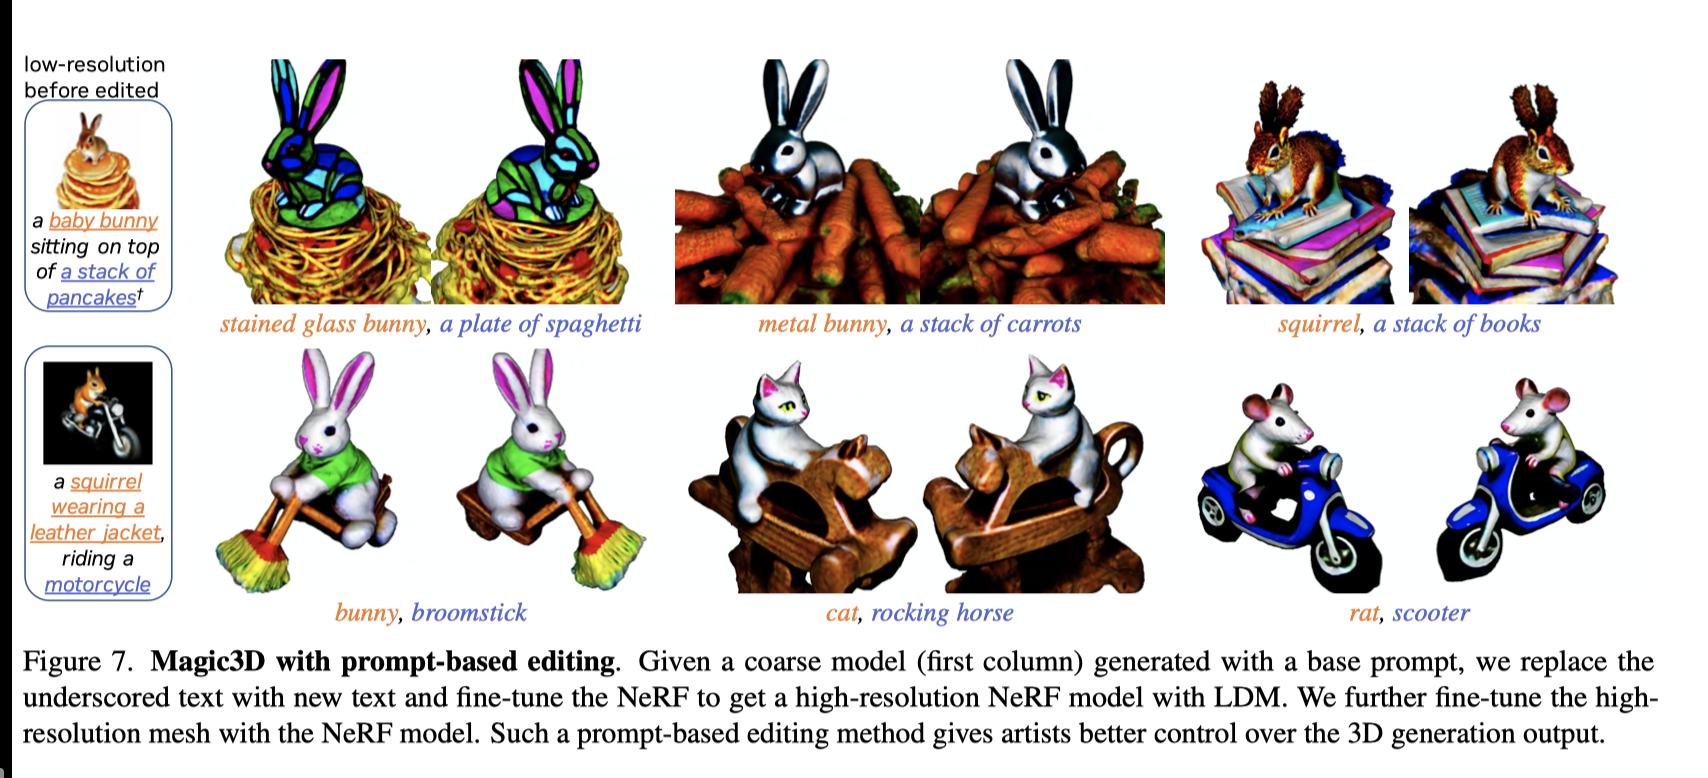 low-resolution
before edited
a baby bunny
sitting on top
of a stack of
pancakes†
stained glass bunny, a plate of spaghetti
metal bunny, a stack of carrots
squirrel, a stack of books
a squirrel
wearing a
leather jacket,
riding a
motorcycle
bunny, broomstick
cat, rocking horse
rat, scooter
Figure 7. Magic3D with prompt-based editing. Given a coarse model (first column) generated with a base prompt, we replace the
underscored text with new text and fine-tune the NeRF to get a high-resolution NeRF model with LDM. We further fine-tune the high-
resolution mesh with the NeRF model. Such a prompt-based editing method gives artists better control over the 3D generation output.